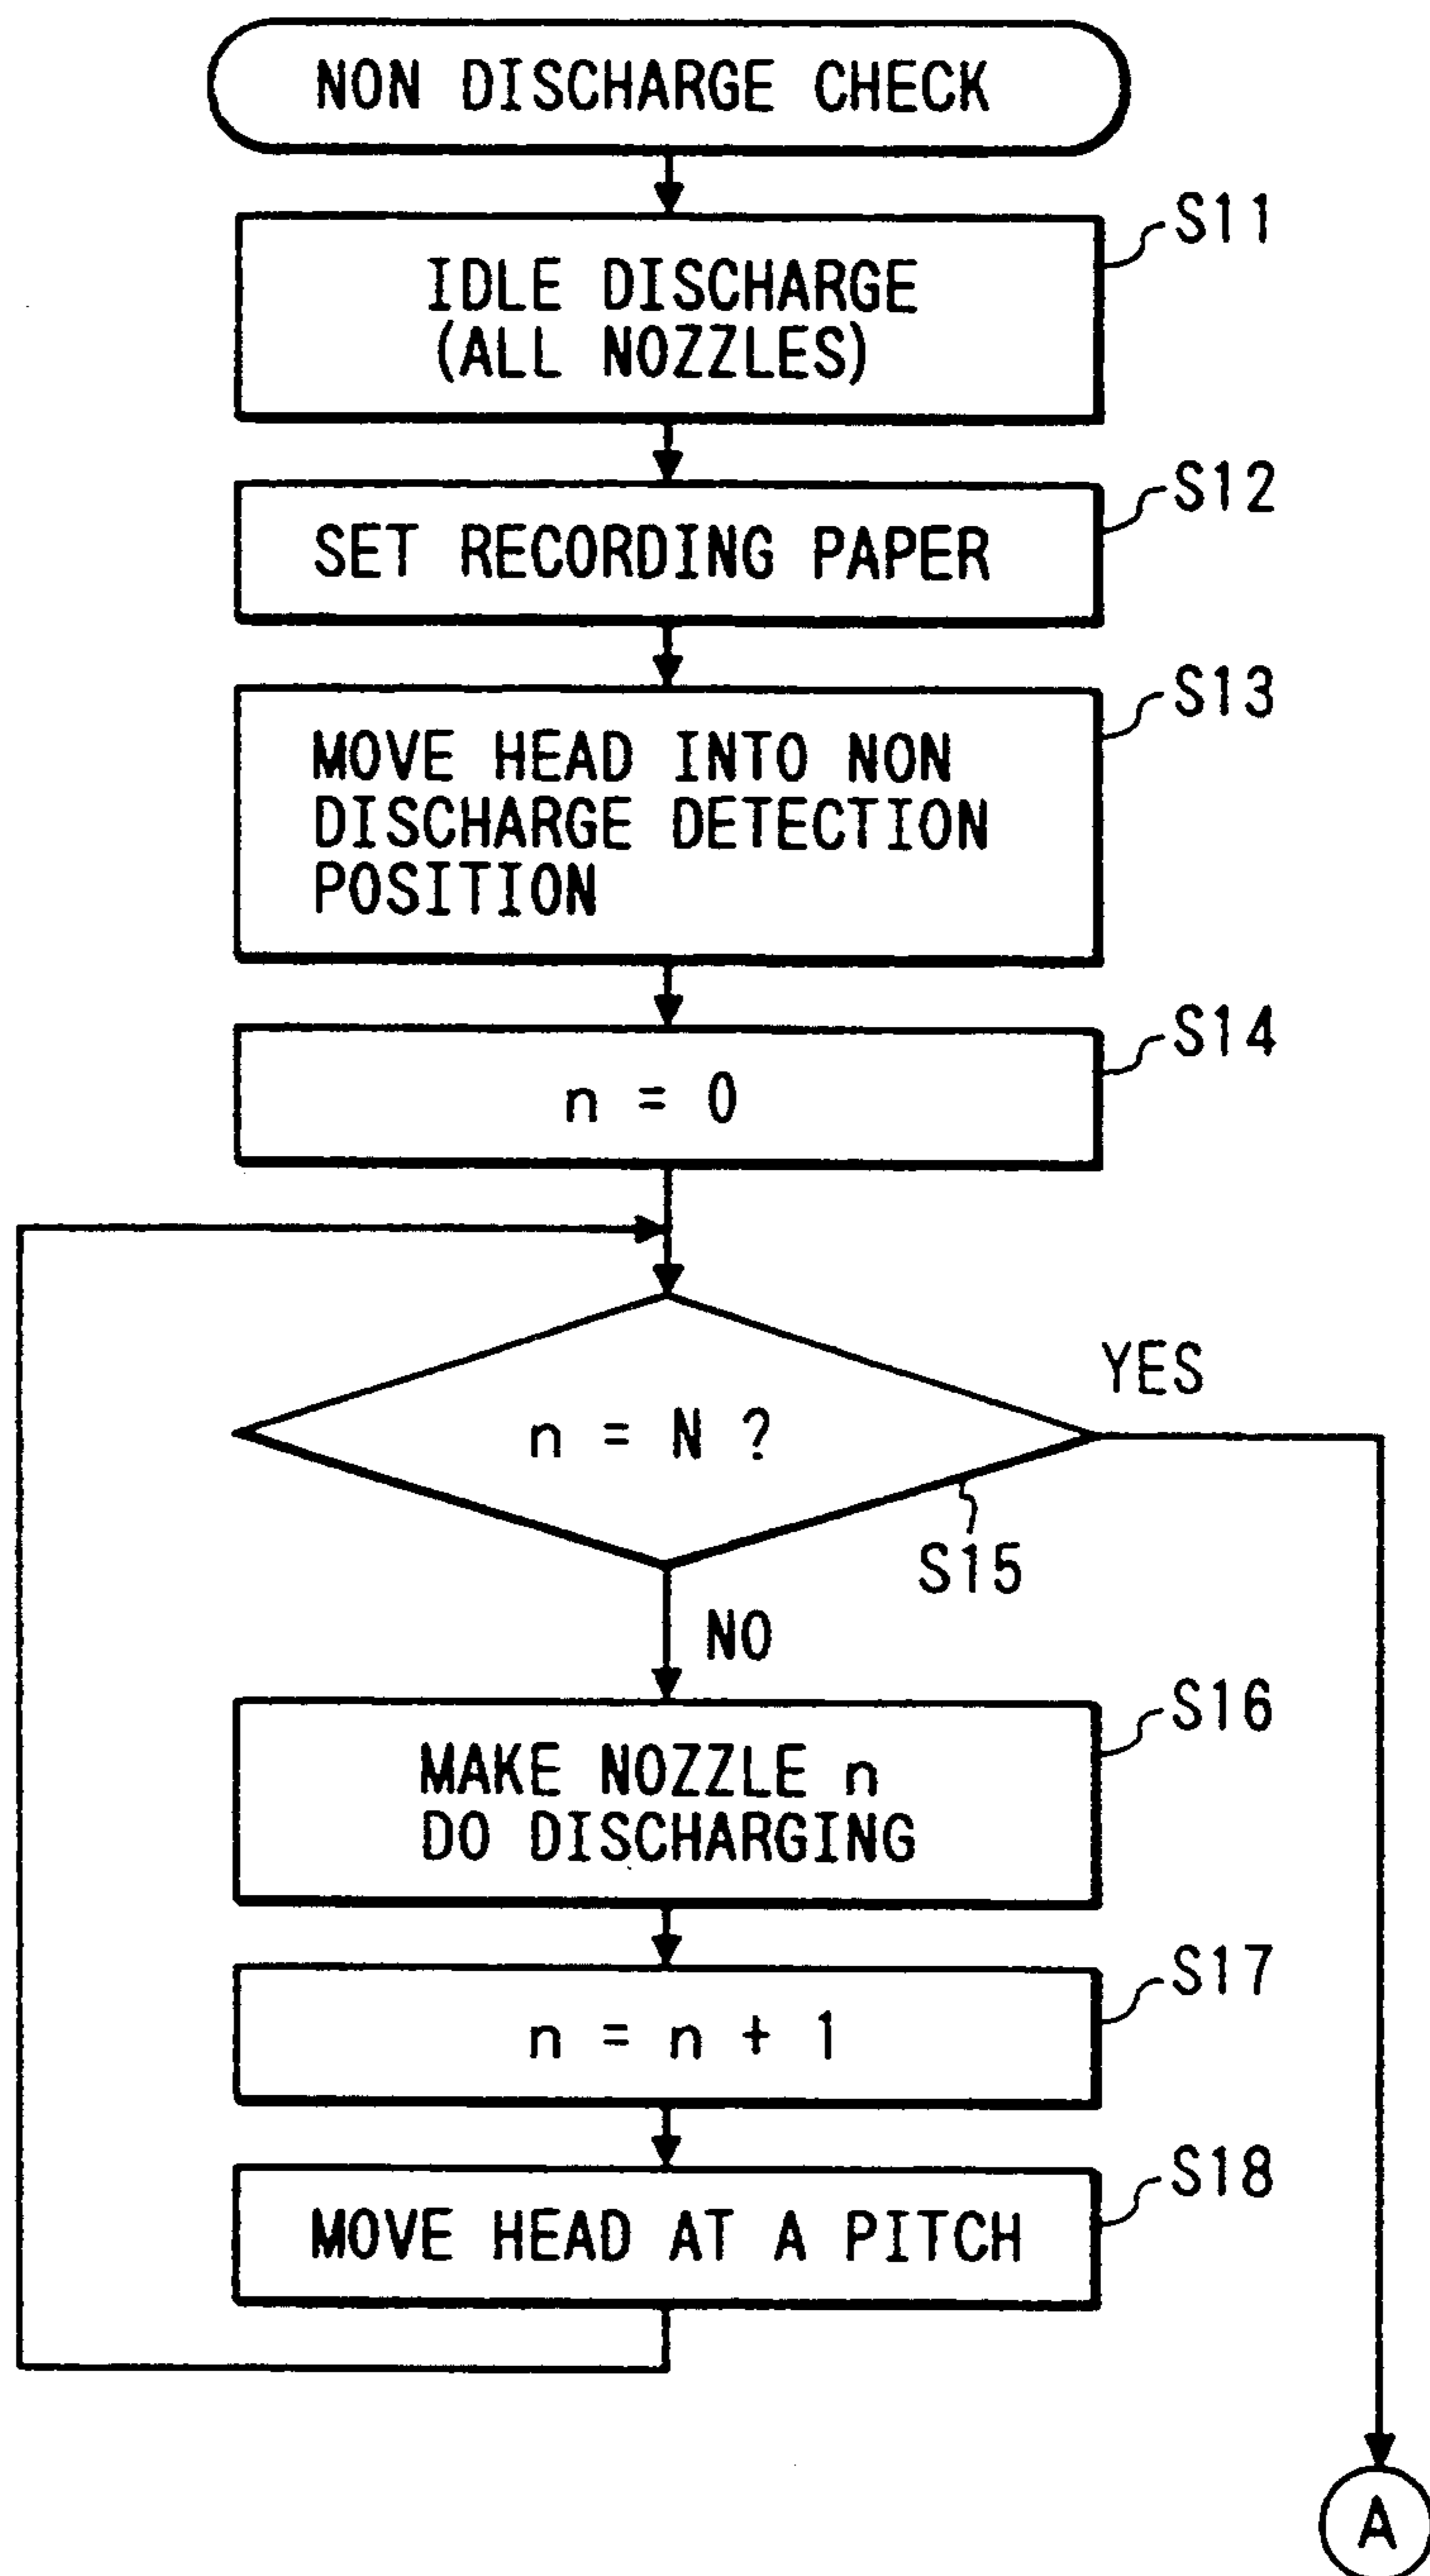 NON DISCHARGE CHECK
S11
IDLE DISCHARGE
(ALL NOZZLES)
S12
SET RECORDING PAPER
S13
MOVE HEAD INTO NON
DISCHARGE DETECTION
POSITION
S14
n = 0
YES
n = N ?
S15
NO
S16
MAKE NOZZLE n
DO DISCHARGING
S17
n = n + 1
S18
MOVE HEAD AT A PITCH
A